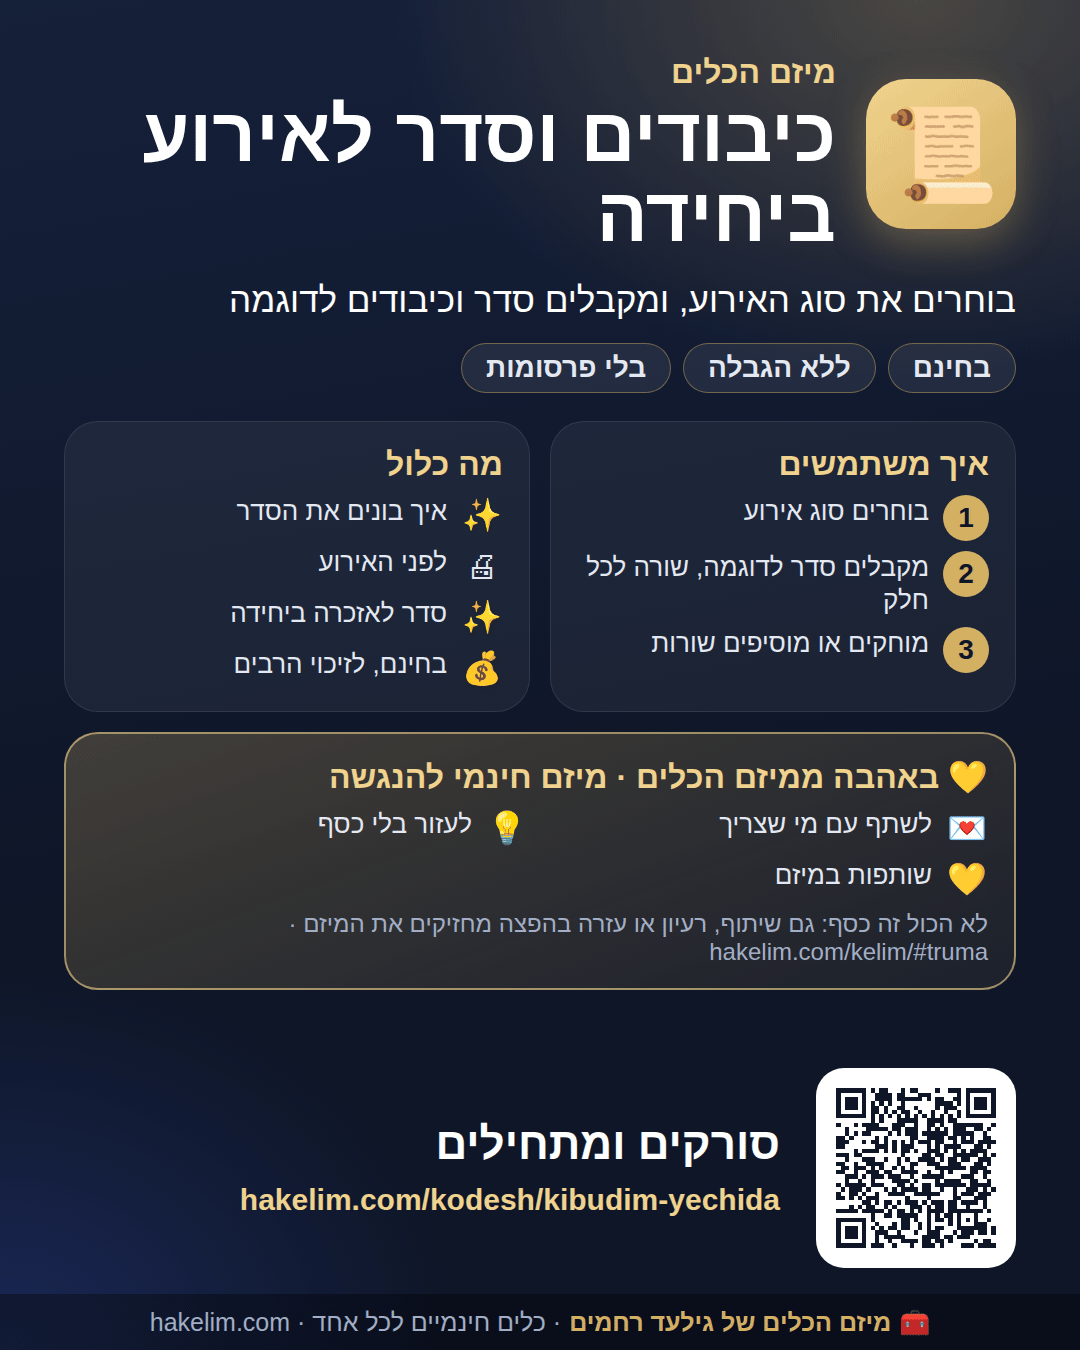 מיזם הכלים
כיבודים וסדר לאירוע
ביחידה
בוחרים את סוג האירוע, ומקבלים סדר וכיבודים לדוגמה
בחינם
ללא הגבלה
בלי פרסומות
איך משתמשים
1 בוחרים סוג אירוע
2 מקבלים סדר לדוגמה, שורה לכל
חלק
3 מוחקים או מוסיפים שורות
מה כלול
איך בונים את הסדר
לפני האירוע
סדר לאזכרה ביחידה
בחינם, לזיכוי הרבים
באהבה ממיזם הכלים · מיזם חינמי להנגשה
לשתף עם מי שצריך
לעזור בלי כסף
שותפות במיזם
לא הכול זה כסף: גם שיתוף, רעיון או עזרה בהפצה מחזיקים את המיזם ·
hakelim.com/kelim/#truma
סורקים ומתחילים
hakelim.com/kodesh/kibudim-yechida
מיזם הכלים של גילעד רחמים · כלים חינמיים לכל אחד · hakelim.com